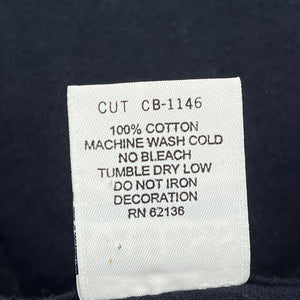 CUT CB-1146
100% COTTON
MACHINE WASH COLD
NO BLEACH
TUMBLE DRY LOW
DO NOT IRON
DECORATION
RN 62136